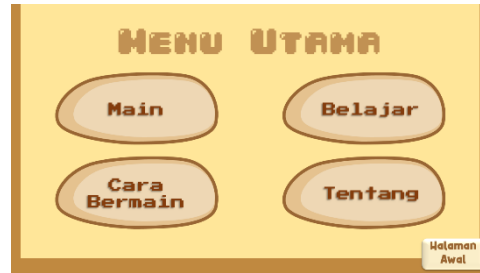 Menu Utama
Main
Belajar
Cara
Bermain
Tentang
Halaman
Awal